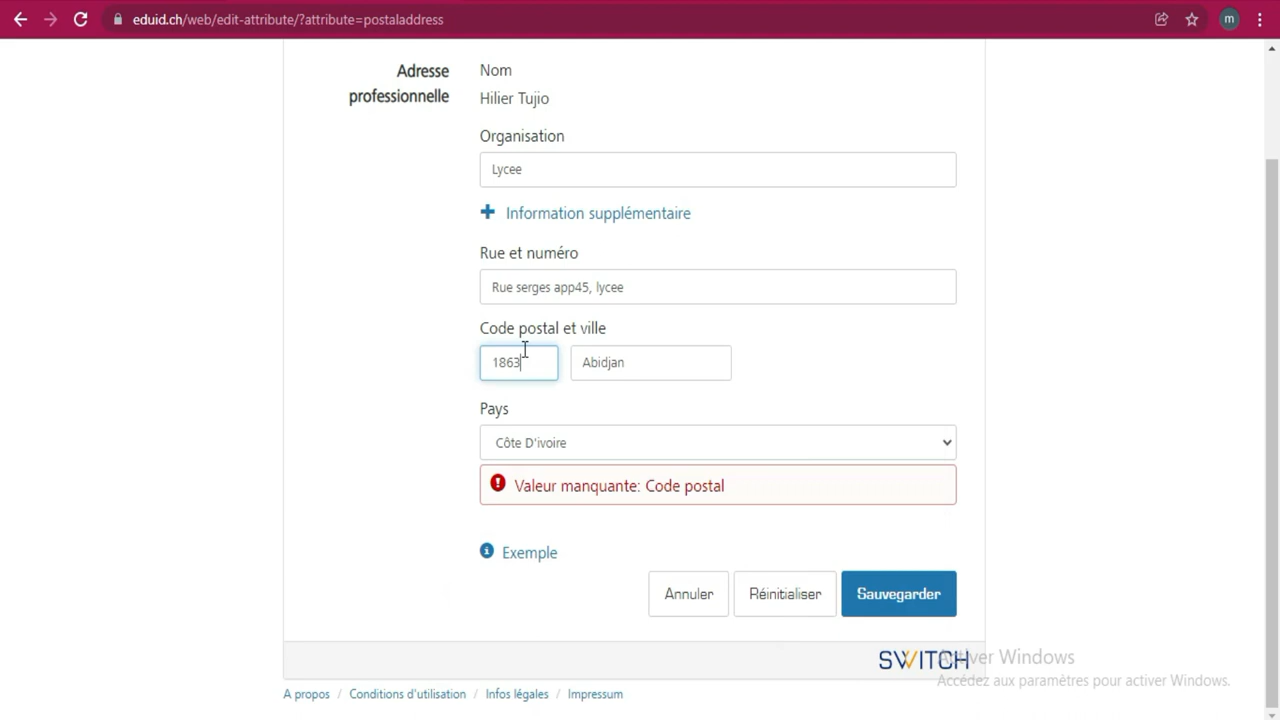 eduid.ch/web/edit-attribute/?attribute=postaladdress
m
Adresse professionnelle
Nom
Hilier Tujio
Organisation
Lycee
Information supplémentaire
Rue et numéro
Rue serges app45, lycee
Code postal et ville
1863 Abidjan
Pays
Côte D'ivoire
Valeur manquante: Code postal
Exemple
Annuler Réinitialiser Sauvegarder
SWITCH
Activer Windows
Accédez aux paramètres pour activer Windows.
A propos / Conditions d'utilisation / Infos légales / Impressum